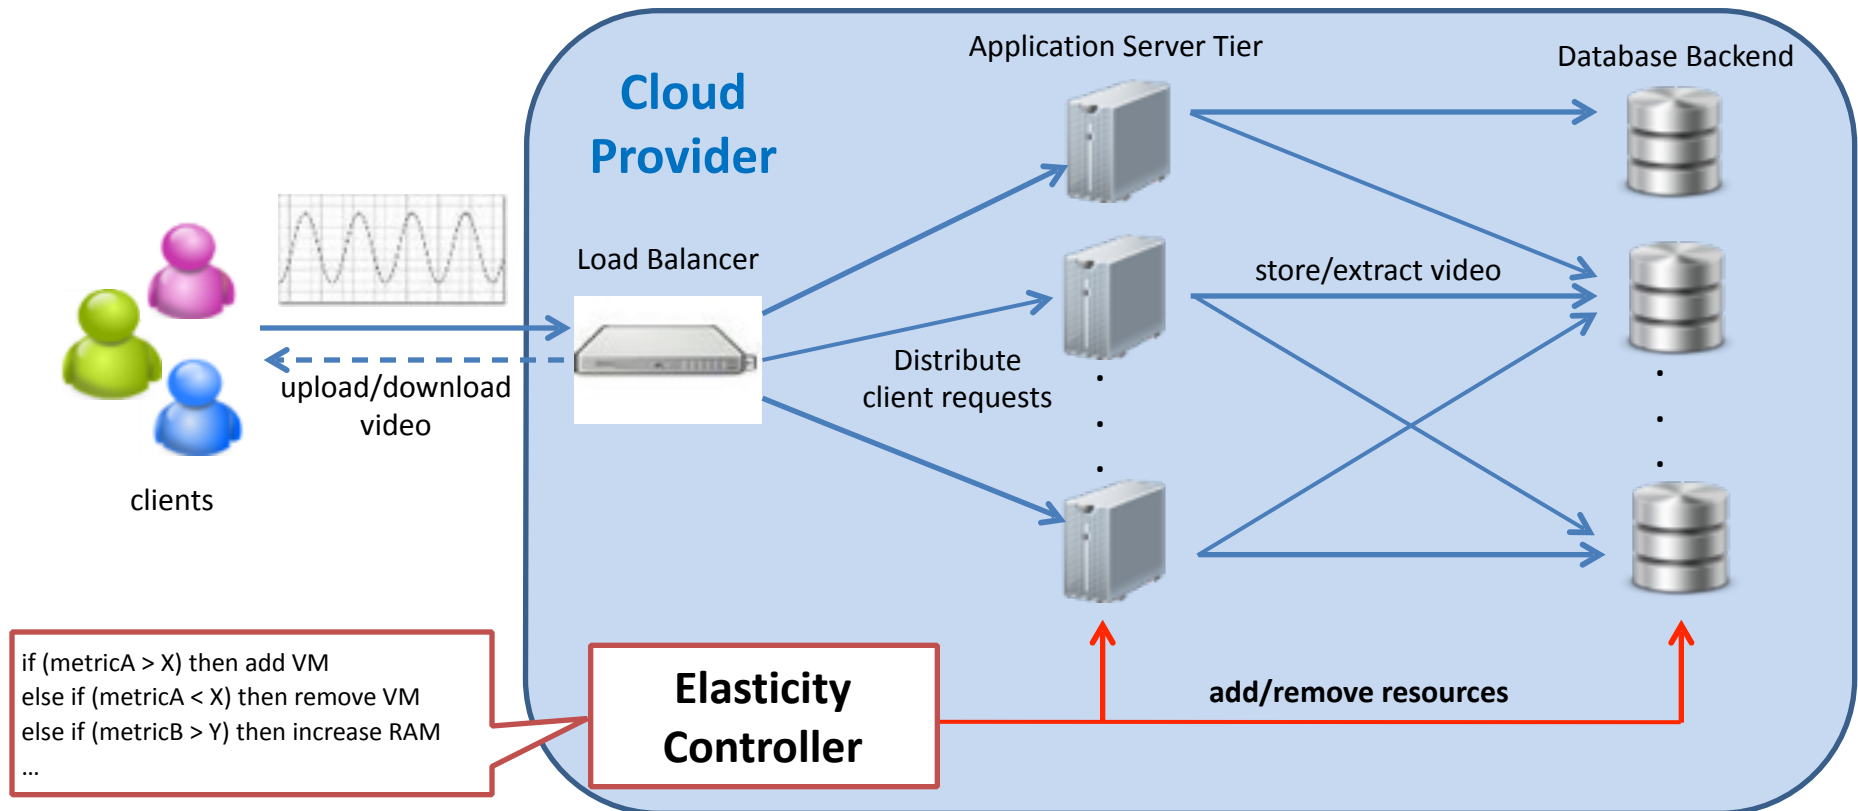 Application Server Tier
Database Backend
Cloud
Provider
Load Balancer
store/extract video
Distribute
client requests
upload/download
video
clients
if (metricA > X) then add VM
else if (metricA < X) then remove VM
else if (metricB > Y) then increase RAM
...
Elasticity
Controller
add/remove resources